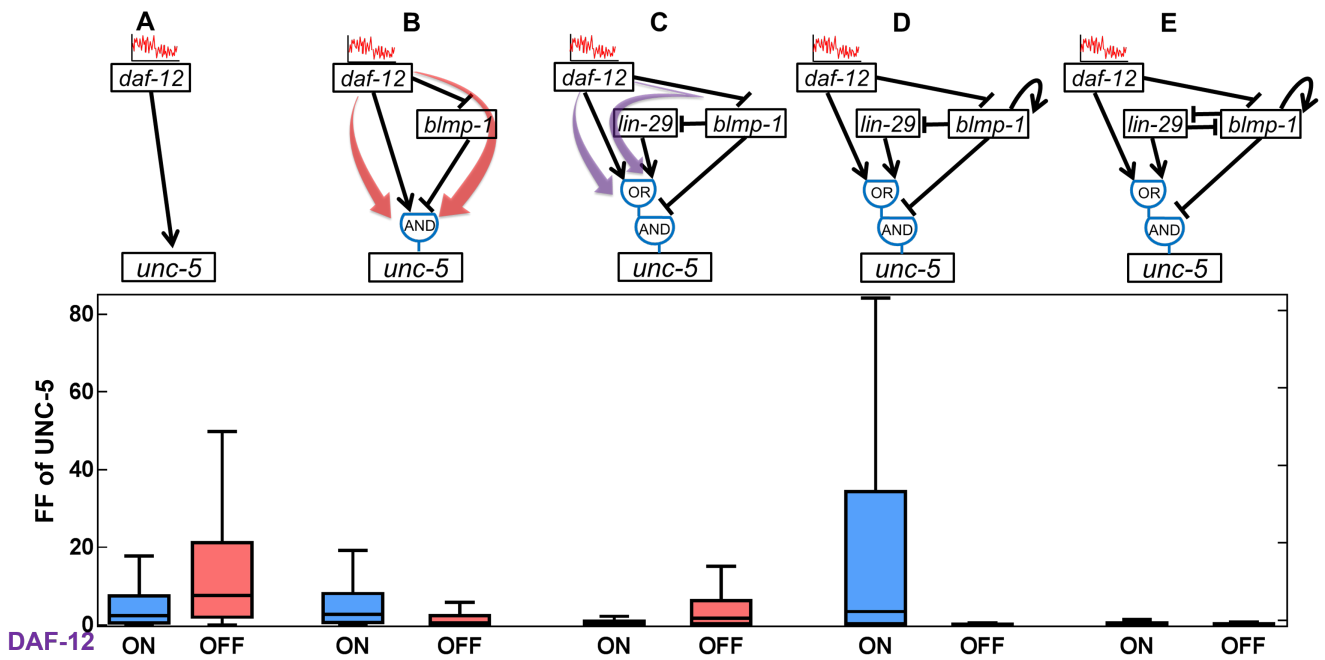 A B C D E
daf-12 daf-12 daf-12 daf-12 daf-12
blmp-1 lin-29 blmp-1 lin-29 blmp-1 lin-29 blmp-1
OR OR OR
AND AND AND AND
unc-5 unc-5 unc-5 unc-5 unc-5
FF of UNC-5
80
60
40
20
0
DAF-12 ON OFF ON OFF ON OFF ON OFF ON OFF